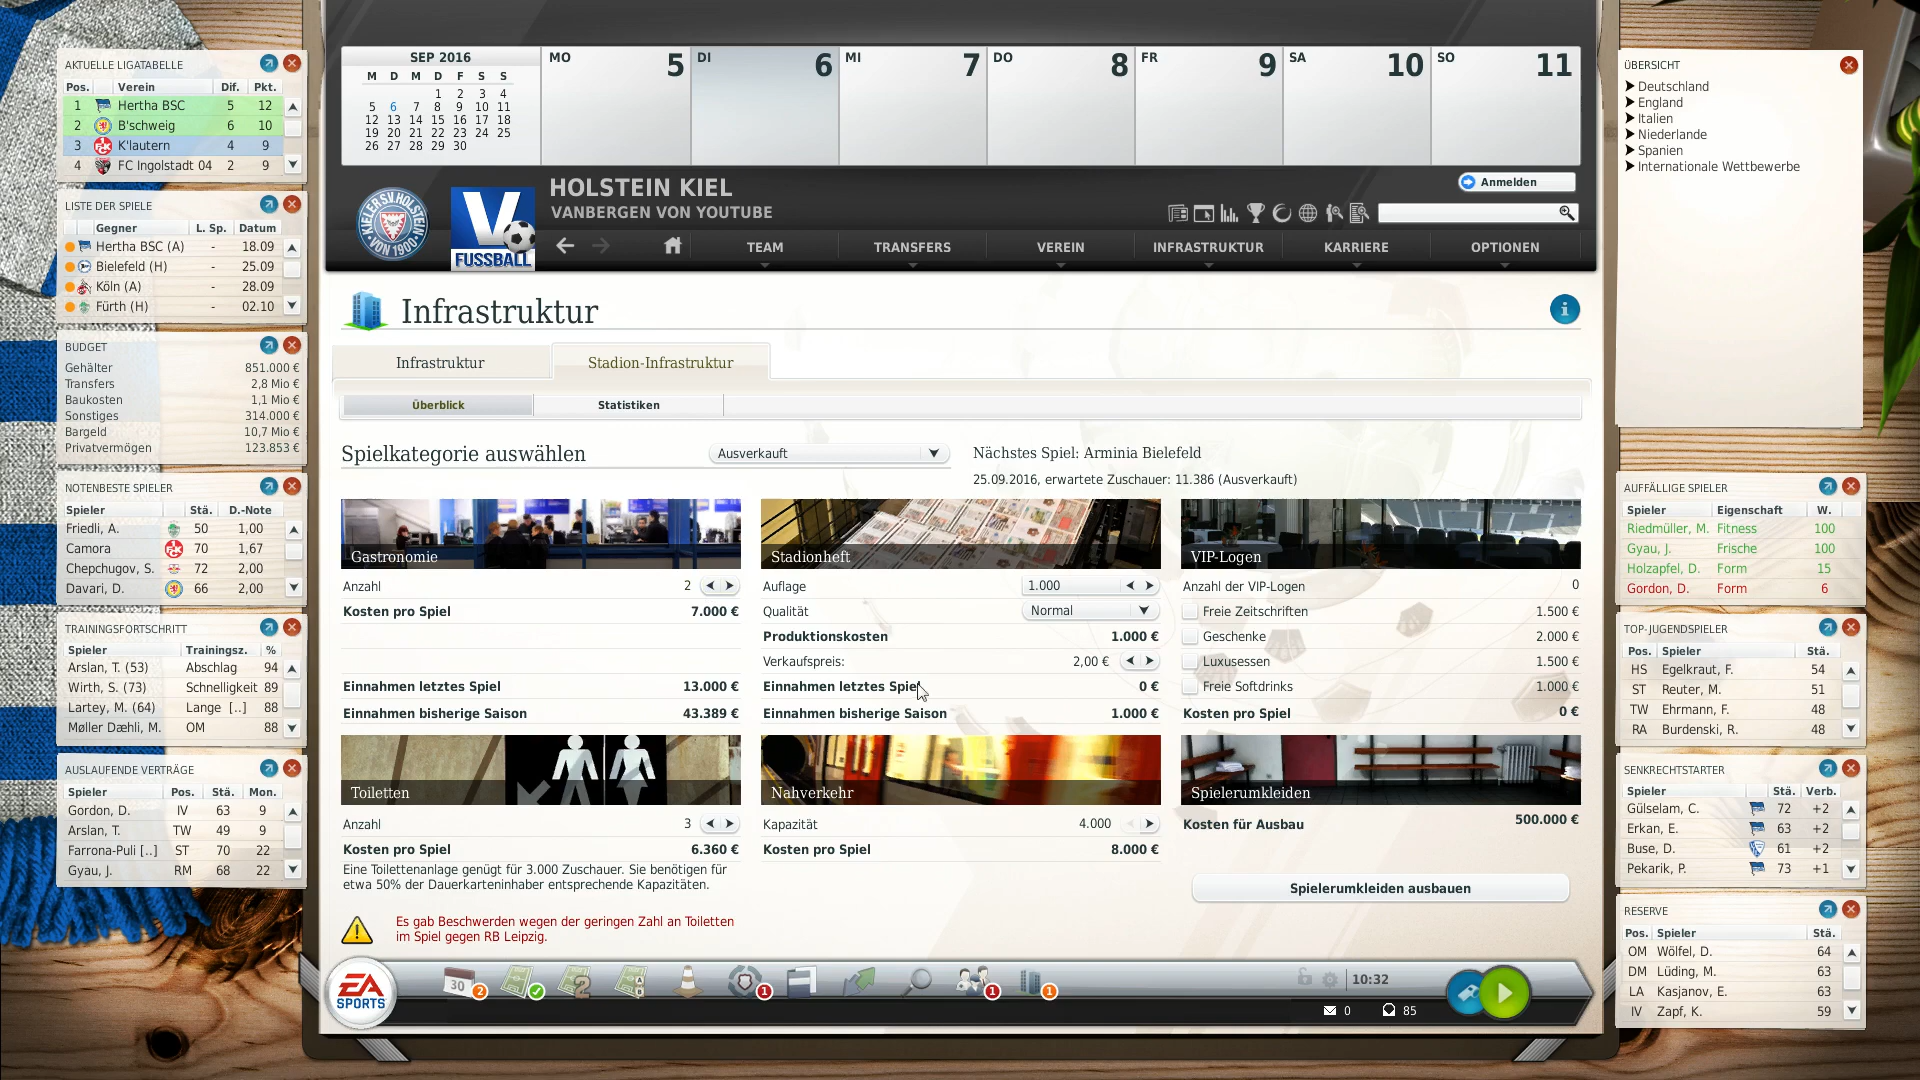 AKTUELLE LIGATABELLE
Pos. Verein Dif. Pkt.
1 Hertha BSC 5 12
2 B'schweig 6 10
3 K'lautern 4 9
4 FC Ingolstadt 04 2 9
LISTE DER SPIELE
Gegner L. Sp. Datum
Hertha BSC (A) - 18.09
Bielefeld (H) - 25.09
Köln (A) - 28.09
Fürth (H) - 02.10
BUDGET
Gehälter 851.000 €
Transfers 2,8 Mio €
Baukosten 1,1 Mio €
Sonstiges 314.000 €
Bargeld 10,7 Mio €
Privatvermögen 123.853 €
NOTENBESTE SPIELER
Spieler Stä. D.-Note
Friedli, A. 50 1,00
Camora 70 1,67
Chepchugov, S. 72 2,00
Davari, D. 66 2,00
TRAININGSFORTSCHRITT
Spieler Trainingsz. %
Arslan, T. (53) Abschlag 94
Wirth, S. (73) Schnelligkeit 89
Lartey, M. (64) Lange [..] 88
Møller Dæhli, M. OM 88
AUSLAUFENDE VERTRÄGE
Spieler Pos. Stä. Mon.
Gordon, D. IV 63 9
Arslan, T. TW 49 9
Farrona-Puli [..] ST 70 22
Gyau, J. RM 68 22
SEP 2016
M D M D F S S
1 2 3 4
5 6 7 8 9 10 11
12 13 14 15 16 17 18
19 20 21 22 23 24 25
26 27 28 29 30
MO 5 DI 6 MI 7 DO 8 FR 9 SA 10 SO 11
KIELER S.V. HOLSTEIN VON 1900
V
FUSSBALL
HOLSTEIN KIEL
VANBERGEN VON YOUTUBE
Anmelden
TEAM TRANSFERS VEREIN INFRASTRUKTUR KARRIERE OPTIONEN
Infrastruktur
i
Infrastruktur Stadion-Infrastruktur
Überblick Statistiken
Spielkategorie auswählen Ausverkauft
Nächstes Spiel: Arminia Bielefeld
25.09.2016, erwartete Zuschauer: 11.386 (Ausverkauft)
Gastronomie
Anzahl 2
Kosten pro Spiel 7.000 €
Einnahmen letztes Spiel 13.000 €
Einnahmen bisherige Saison 43.389 €
Stadionheft
Auflage 1.000
Qualität Normal
Produktionskosten 1.000 €
Verkaufspreis: 2,00 €
Einnahmen letztes Spiel 0 €
Einnahmen bisherige Saison 1.000 €
VIP-Logen
Anzahl der VIP-Logen 0
Freie Zeitschriften 1.500 €
Geschenke 2.000 €
Luxusessen 1.500 €
Freie Softdrinks 1.000 €
Kosten pro Spiel 0 €
Toiletten
Anzahl 3
Kosten pro Spiel 6.360 €
Eine Toilettenanlage genügt für 3.000 Zuschauer. Sie benötigen für
etwa 50% der Dauerkarteninhaber entsprechende Kapazitäten.
Es gab Beschwerden wegen der geringen Zahl an Toiletten
im Spiel gegen RB Leipzig.
Nahverkehr
Kapazität 4.000
Kosten pro Spiel 8.000 €
Spielerumkleiden
Kosten für Ausbau 500.000 €
Spielerumkleiden ausbauen
EA SPORTS
30 2 2 1 1 1
10:32
0 85
ÜBERSICHT
Deutschland
England
Italien
Niederlande
Spanien
Internationale Wettbewerbe
AUFFÄLLIGE SPIELER
Spieler Eigenschaft W.
Riedmüller, M. Fitness 100
Gyau, J. Frische 100
Holzapfel, D. Form 15
Gordon, D. Form 6
TOP-JUGENDSPIELER
Pos. Spieler Stä.
HS Egelkraut, F. 54
ST Reuter, M. 51
TW Ehrmann, F. 48
RA Burdenski, R. 48
SENKRECHTSTARTER
Spieler Stä. Verb.
Gülselam, C. 72 +2
Erkan, E. 63 +2
Buse, D. 61 +2
Pekarik, P. 73 +1
RESERVE
Pos. Spieler Stä.
OM Wölfel, D. 64
DM Lüding, M. 63
LA Kasjanov, E. 63
IV Zapf, K. 59